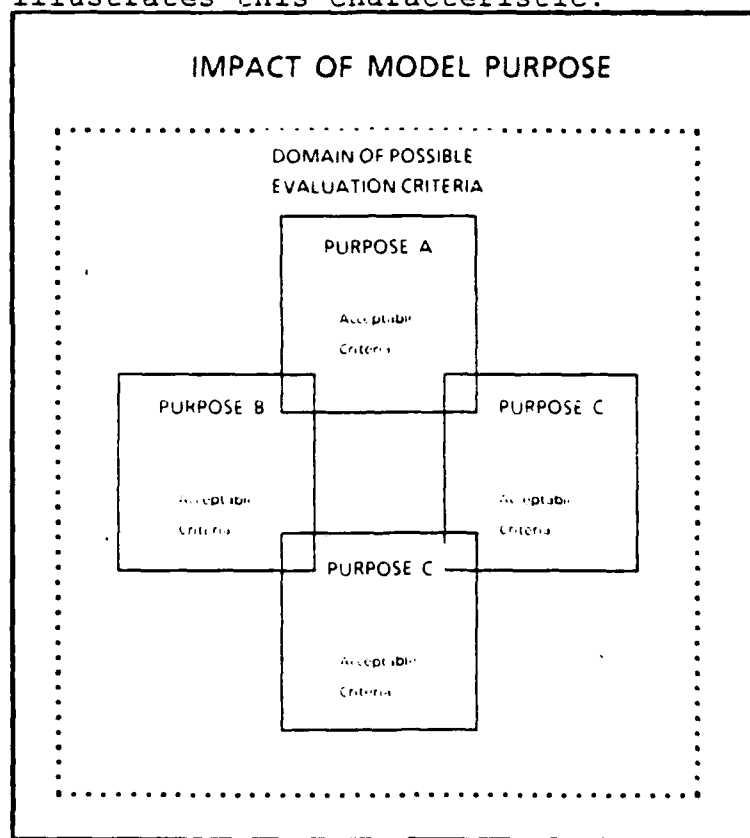 illustrates this characteristic.
IMPACT OF MODEL PURPOSE
DOMAIN OF POSSIBLE
EVALUATION CRITERIA
PURPOSE A
Acceptable
Criteria
PURPOSE B
PURPOSE C
Acceptable
Acceptable
Criteria
Criteria
PURPOSE C
Acceptable
Criteria